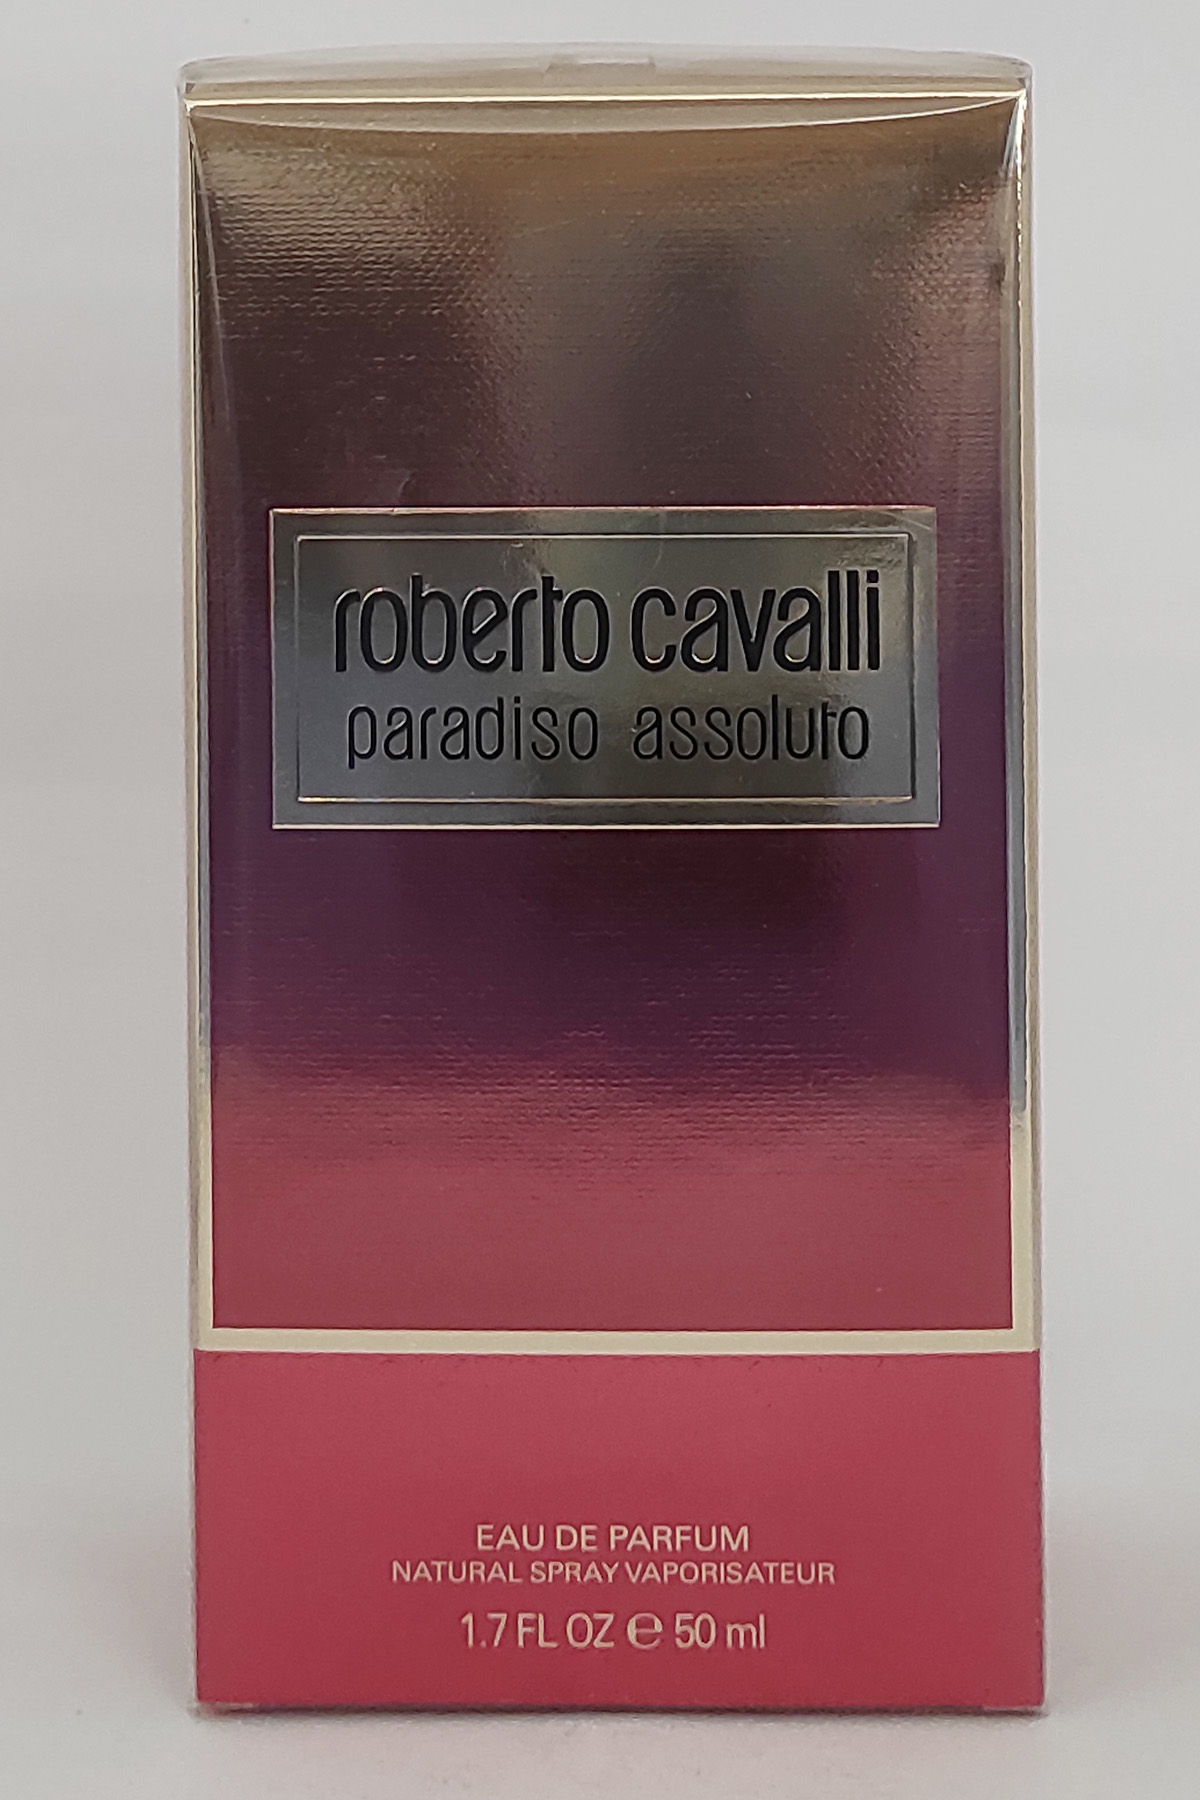 roberto cavalli
paradiso assoluto
EAU DE PARFUM
NATURAL SPRAY VAPORISATEUR
1.7 FL OZ ℮ 50 ml